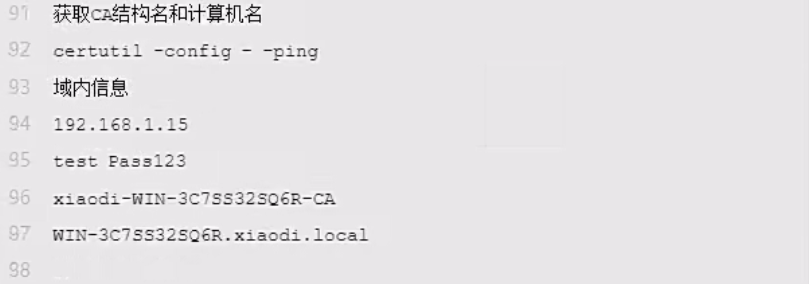 91 获取CA结构名和计算机名
92 certutil -config - -ping
93 域内信息
94 192.168.1.15
95 test Pass123
96 xiaodi-WIN-3C7SS32SQ6R-CA
97 WIN-3C7SS32SQ6R.xiaodi.local
98